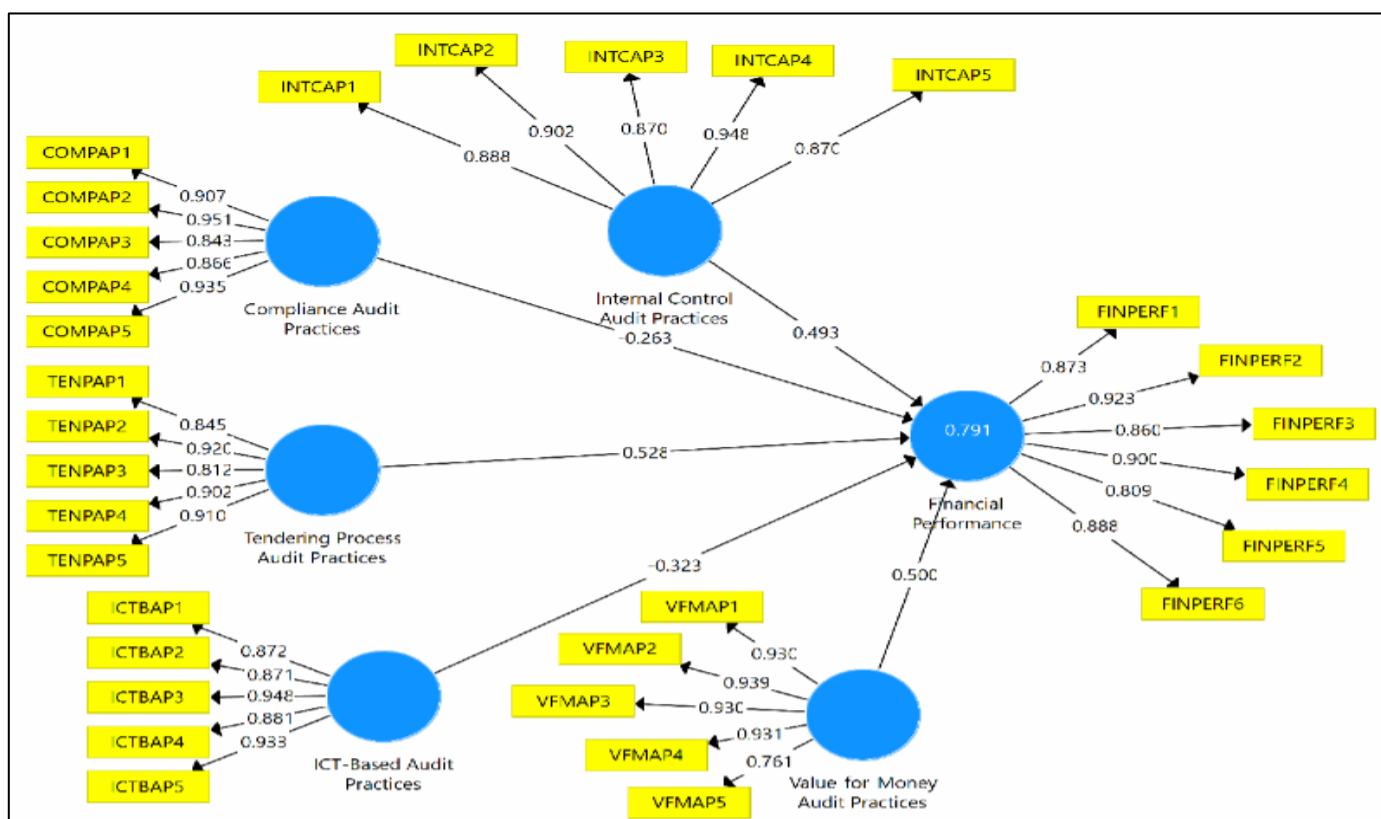 INTCAP1
INTCAP2
INTCAP3
INTCAP4
INTCAP5
0.888
0.902
0.870
0.948
0.870
Internal Control
Audit Practices
COMPAP1
COMPAP2
COMPAP3
COMPAP4
COMPAP5
0.907
0.951
0.843
0.866
0.935
Compliance Audit
Practices
-0.263
0.493
TENPAP1
TENPAP2
TENPAP3
TENPAP4
TENPAP5
0.845
0.920
0.812
0.902
0.910
Tendering Process
Audit Practices
0.528
0.791
Financial
Performance
FINPERF1
FINPERF2
FINPERF3
FINPERF4
FINPERF5
FINPERF6
0.873
0.923
0.860
0.900
0.809
0.888
ICTBAP1
ICTBAP2
ICTBAP3
ICTBAP4
ICTBAP5
0.872
0.871
0.948
0.881
0.933
ICT-Based Audit
Practices
-0.323
0.500
VFMAP1
VFMAP2
VFMAP3
VFMAP4
VFMAP5
0.930
0.939
0.930
0.931
0.761
Value for Money
Audit Practices